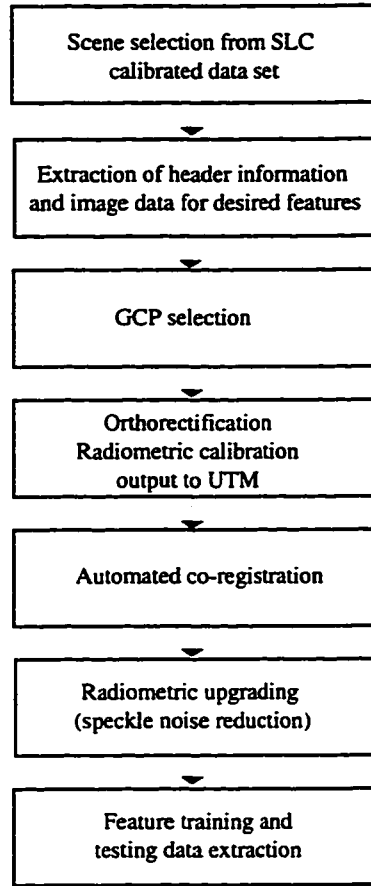 Scene selection from SLC
calibrated data set
Extraction of header information
and image data for desired features
GCP selection
Orthorectification
Radiometric calibration
output to UTM
Automated co-registration
Radiometric upgrading
(speckle noise reduction)
Feature training and
testing data extraction